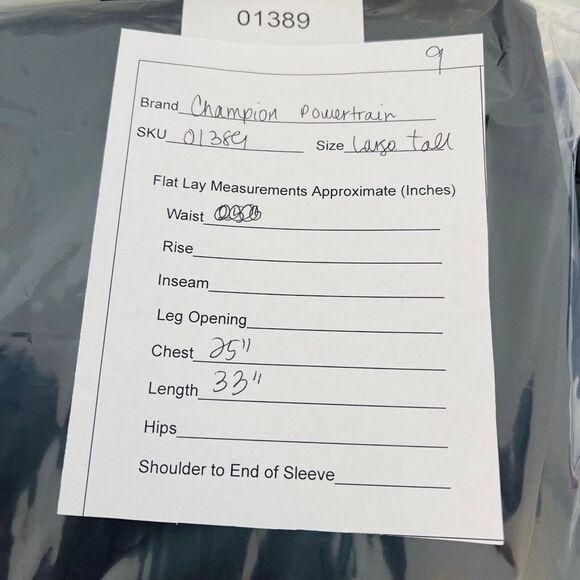 01389
9
Brand Champion Powertrain
SKU 01389 Size Large Tall
Flat Lay Measurements Approximate (Inches)
Waist
Rise
Inseam
Leg Opening
Chest 25"
Length 33"
Hips
Shoulder to End of Sleeve